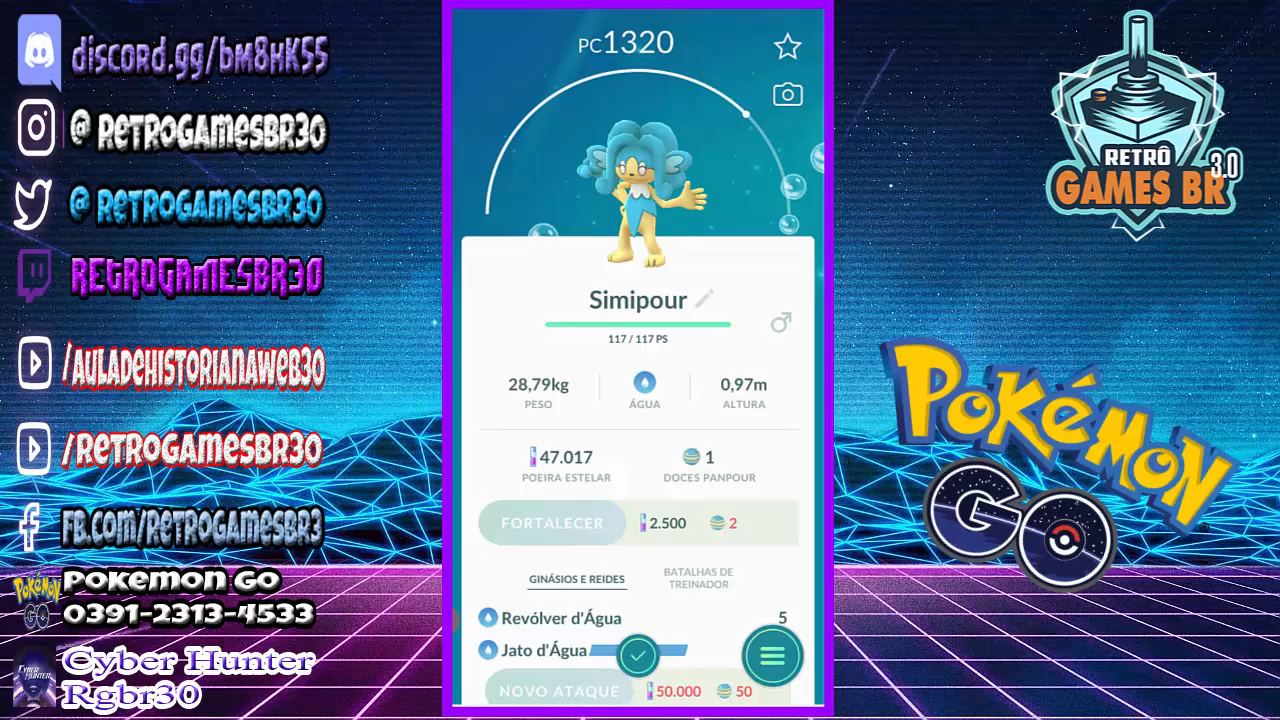 discord.gg/bm8HK55
@ RetroGamesBR30
@ RetroGamesBR30
RetroGamesBR30
/AulaDeHistoriaNaWeb30
/RetroGamesBR30
FB.com/RetroGamesBR3
Pokemon GO
0391-2313-4533
CYBER HUNTER
Cyber Hunter
Rgbr30
PC1320
Simipour
117 / 117 PS
28,79kg
PESO
ÁGUA
0,97m
ALTURA
47.017
POEIRA ESTELAR
1
DOCES PANPOUR
FORTALECER
2.500
2
GINÁSIOS E REIDES
BATALHAS DE
TREINADOR
Revólver d'Água
5
Jato d'Água
NOVO ATAQUE
50.000
50
RETRÔ
3.0
GAMES BR
POKÉMON
GO